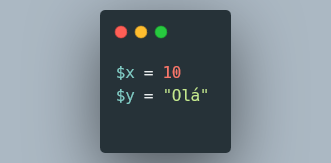 $x = 10
$y = "Olá"